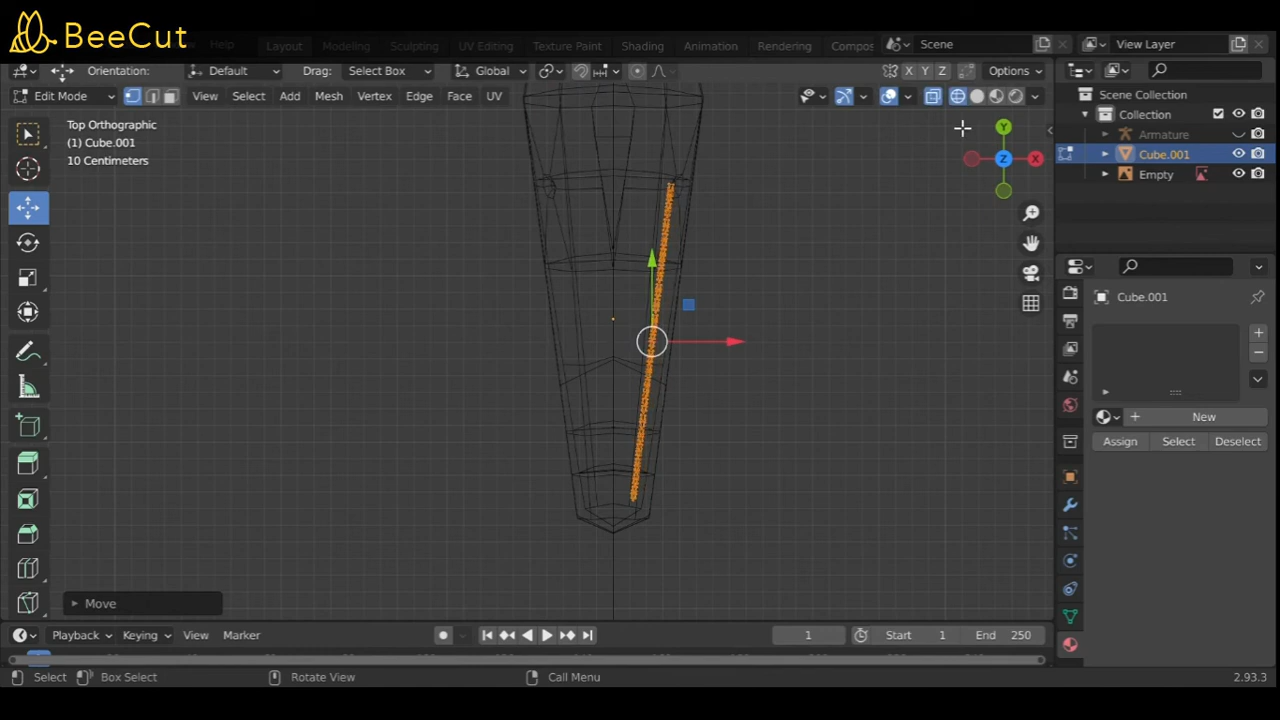 BeeCut
Help Layout Modeling Sculpting UV Editing Texture Paint Shading Animation Rendering Compos Scene View Layer
Orientation: Default Drag: Select Box Global X Y Z Options
Edit Mode View Select Add Mesh Vertex Edge Face UV
Scene Collection
Collection
Armature
Cube.001
Empty
Top Orthographic
(1) Cube.001
10 Centimeters
Y
Z
X
Cube.001
New
Assign Select Deselect
Move
Playback Keying View Marker 1 Start 1 End 250
Select Box Select Rotate View Call Menu 2.93.3